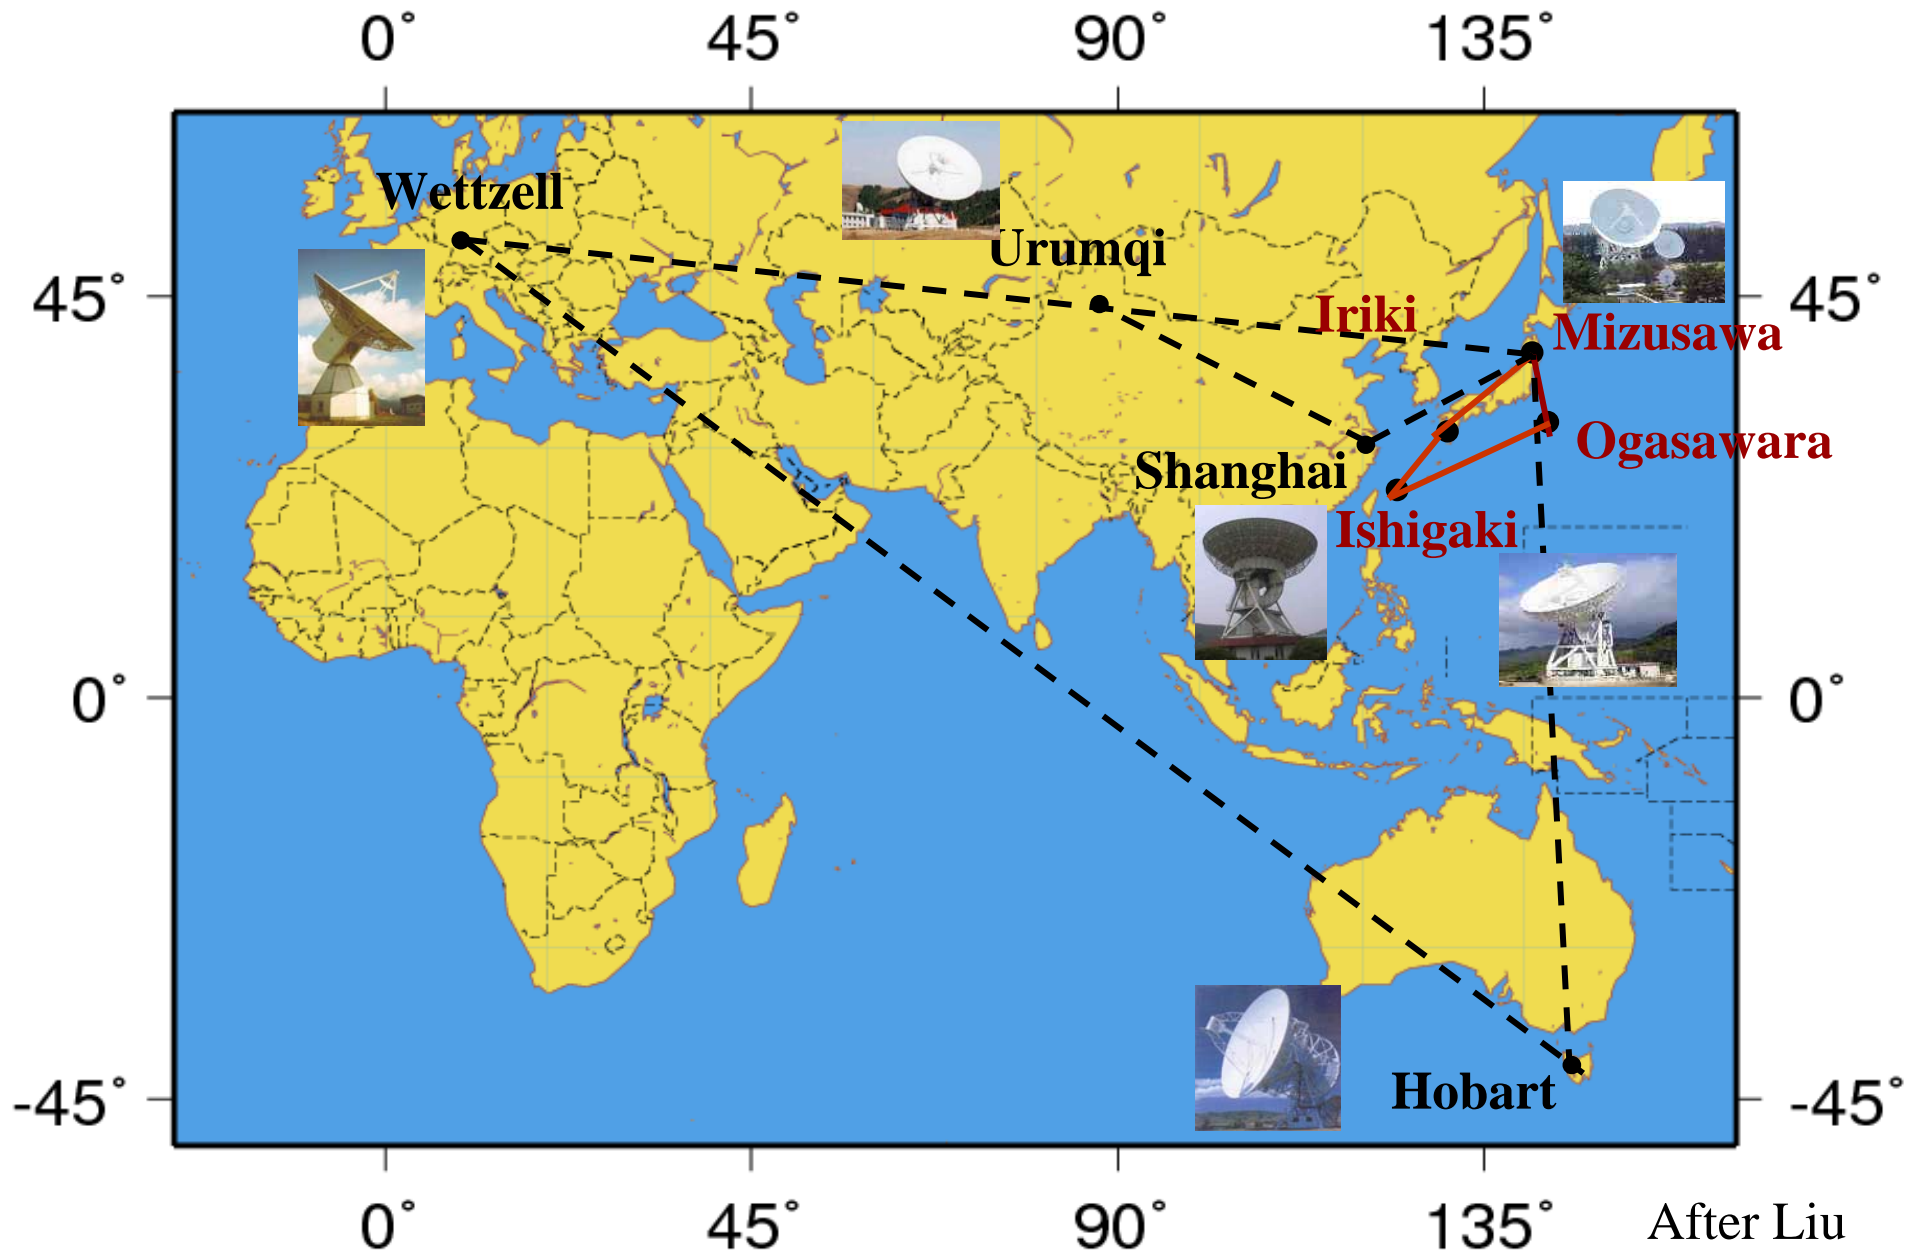 0° 45° 90° 135°
Wettzell
Urumqi
45° 45°
Iriki
Mizusawa
Ogasawara
Shanghai
Ishigaki
0° 0°
Hobart
-45° -45°
0° 45° 90° 135°
After Liu